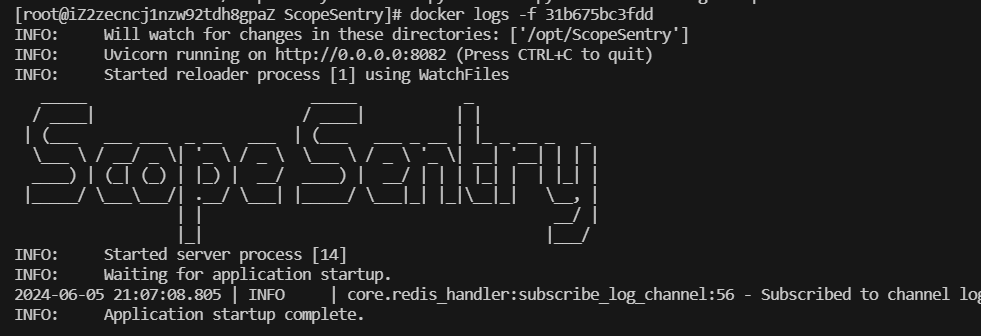 [root@iZ2zecncj1nzw92tdh8gpaZ ScopeSentry]# docker logs -f 31b675bc3fdd
INFO:     Will watch for changes in these directories: ['/opt/ScopeSentry']
INFO:     Uvicorn running on http://0.0.0.0:8082 (Press CTRL+C to quit)
INFO:     Started reloader process [1] using WatchFiles
ScopeSentry
INFO:     Started server process [14]
INFO:     Waiting for application startup.
2024-06-05 21:07:08.805 | INFO     | core.redis_handler:subscribe_log_channel:56 - Subscribed to channel log
INFO:     Application startup complete.